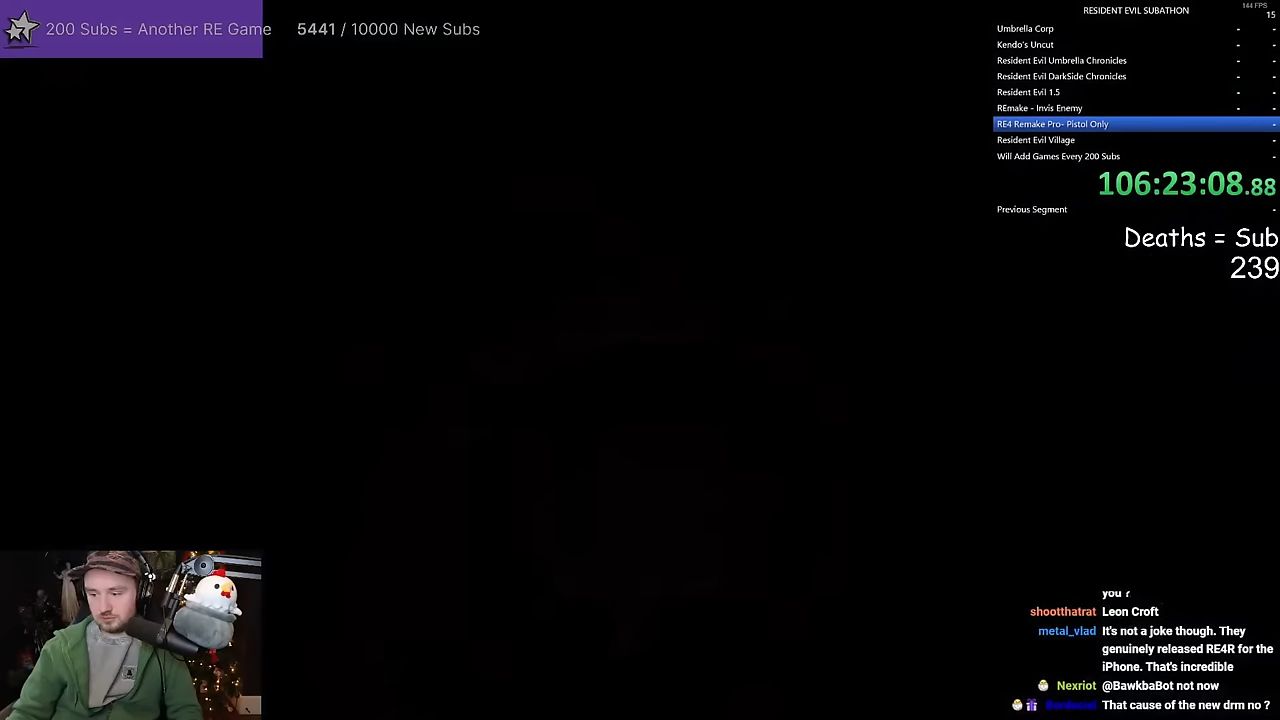 200 Subs = Another RE Game 5441 / 10000 New Subs
144 FPS
RESIDENT EVIL SUBATHON
15
Umbrella Corp - -
Kendo's Uncut - -
Resident Evil Umbrella Chronicles - -
Resident Evil DarkSide Chronicles - -
Resident Evil 1.5 - -
REmake - Invis Enemy - -
RE4 Remake Pro- Pistol Only -
Resident Evil Village -
Will Add Games Every 200 Subs -
106:23:08.88
Previous Segment -
Deaths = Sub
239
you ?
shootthatrat Leon Croft
metal_vlad It's not a joke though. They
genuinely released RE4R for the
iPhone. That's incredible
Nexriot @BawkbaBot not now
That cause of the new drm no ?